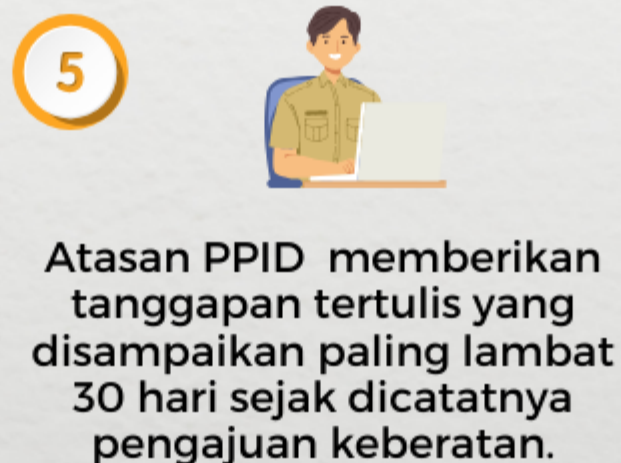 5
Atasan PPID memberikan
tanggapan tertulis yang
disampaikan paling lambat
30 hari sejak dicatatnya
pengajuan keberatan.